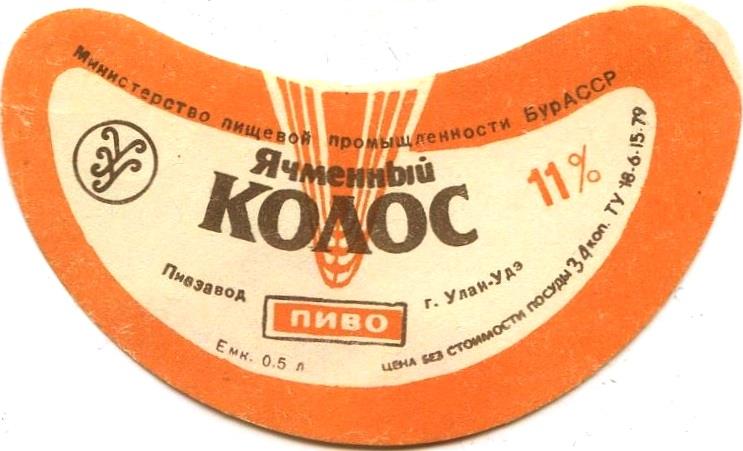 Министерство пищевой промышленности БурАССР
Ячменный
КОЛОС
11%
Пивзавод
г. Улан-Удэ
ПИВО
Емк. 0.5 л
ЦЕНА БЕЗ СТОИМОСТИ ПОСУДЫ 34 коп. ТУ 18-6-15-79